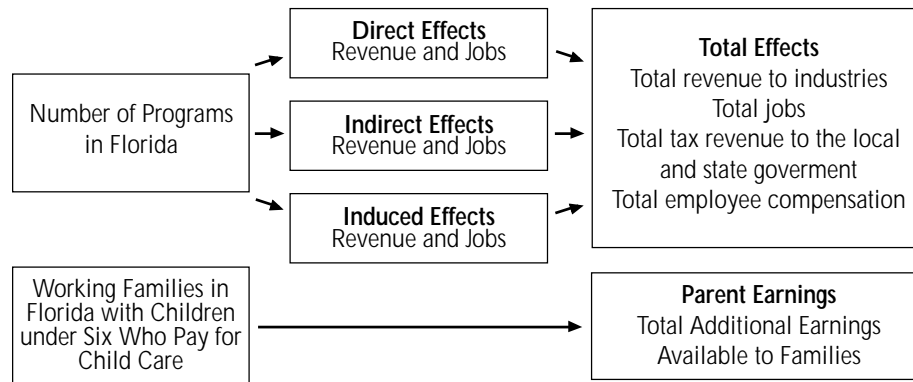 Number of Programs
in Florida
Direct Effects
Revenue and Jobs
Indirect Effects
Revenue and Jobs
Induced Effects
Revenue and Jobs
Total Effects
Total revenue to industries
Total jobs
Total tax revenue to the local
and state goverment
Total employee compensation
Working Families in
Florida with Children
under Six Who Pay for
Child Care
Parent Earnings
Total Additional Earnings
Available to Families